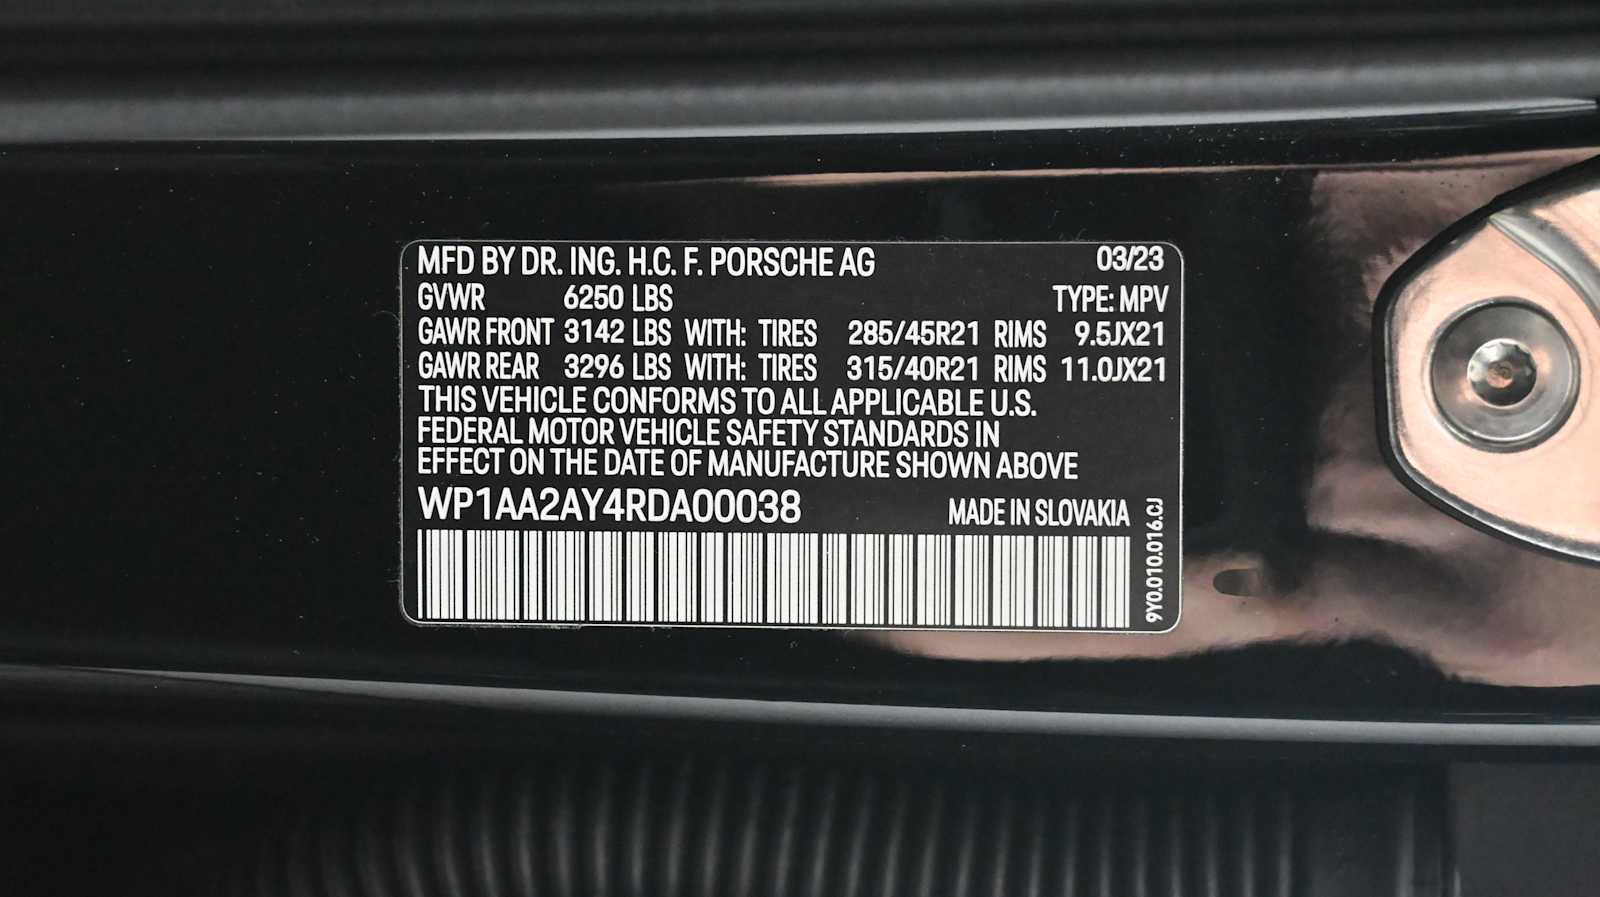 MFD BY DR. ING. H.C. F. PORSCHE AG 03/23
GVWR 6250 LBS TYPE: MPV
GAWR FRONT 3142 LBS WITH: TIRES 285/45R21 RIMS 9.5JX21
GAWR REAR 3296 LBS WITH: TIRES 315/40R21 RIMS 11.0JX21
THIS VEHICLE CONFORMS TO ALL APPLICABLE U.S.
FEDERAL MOTOR VEHICLE SAFETY STANDARDS IN
EFFECT ON THE DATE OF MANUFACTURE SHOWN ABOVE
WP1AA2AY4RDA00038 MADE IN SLOVAKIA
9Y0.010.016.CJ